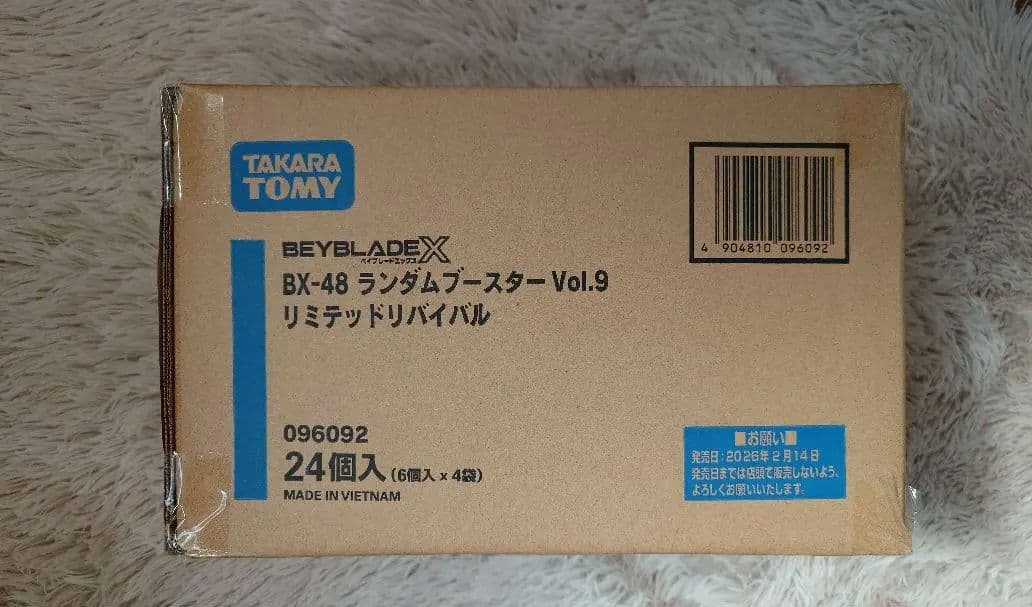 TAKARA
TOMY
4 904810 096092
BEYBLADE X
ベイブレードエックス
BX-48 ランダムブースター Vol.9
リミテッドリバイバル
096092
24個入 (6個入×4袋)
MADE IN VIETNAM
■お願い■
発売日:2026年2月14日
発売日までは店頭で販売しないよう、
よろしくお願いいたします。